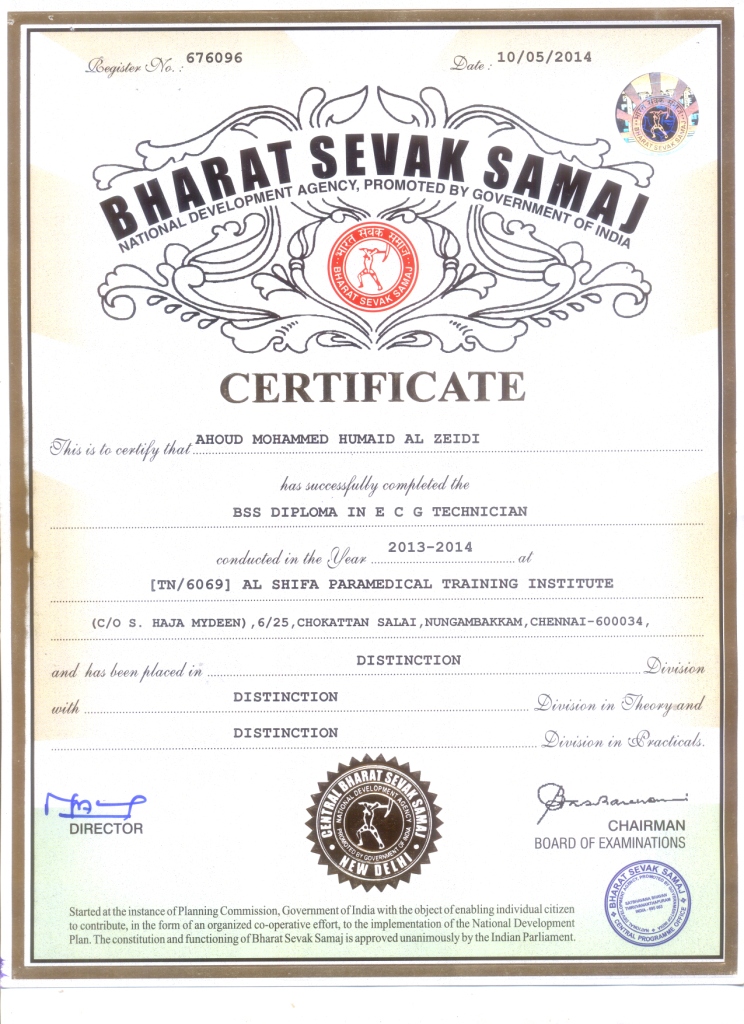 Register No. : 676096
Date : 10/05/2014
BHARAT SEVAK SAMAJ
NATIONAL DEVELOPMENT AGENCY, PROMOTED BY GOVERNMENT OF INDIA
भारत सेवक समाज
BHARAT SEVAK SAMAJ
भारत सेवक समाज
BHARAT SEVAK SAMAJ
CERTIFICATE
This is to certify that AHOUD MOHAMMED HUMAID AL ZEIDI
has successfully completed the
BSS DIPLOMA IN E C G TECHNICIAN
conducted in the Year 2013-2014 at
[TN/6069] AL SHIFA PARAMEDICAL TRAINING INSTITUTE
(C/O S. HAJA MYDEEN),6/25,CHOKATTAN SALAI,NUNGAMBAKKAM,CHENNAI-600034,
and has been placed in DISTINCTION Division
with DISTINCTION Division in Theory and
DISTINCTION Division in Practicals.
CENTRAL BHARAT SEVAK SAMAJ
NATIONAL DEVELOPMENT AGENCY
PROMOTED BY GOVERNMENT OF INDIA
NEW DELHI
DIRECTOR
CHAIRMAN
BOARD OF EXAMINATIONS
BHARAT SEVAK SAMAJ
CENTRAL PROGRAMME OFFICE
Started at the instance of Planning Commission, Government of India with the object of enabling individual citizen
to contribute, in the form of an organized co-operative effort, to the implementation of the National Development
Plan. The constitution and functioning of Bharat Sevak Samaj is approved unanimously by the Indian Parliament.